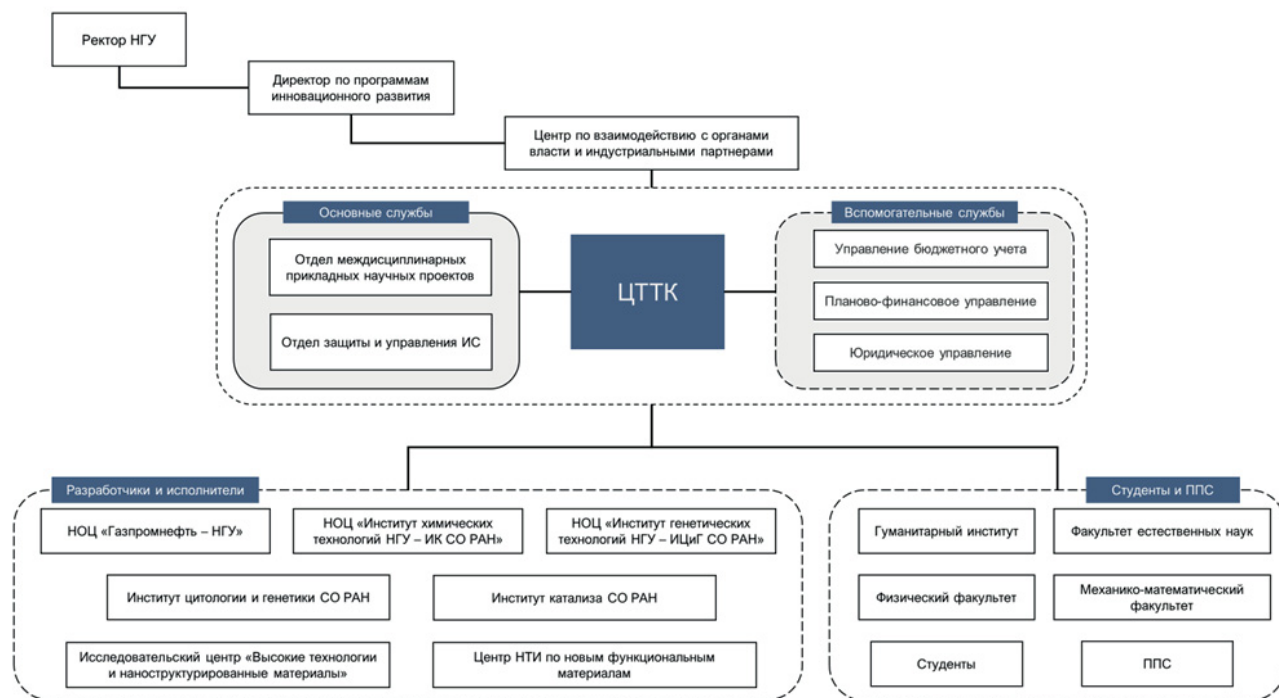 Ректор НГУ
Директор по программам
инновационного развития
Центр по взаимодействию с органами
власти и индустриальными партнерами
Основные службы
Отдел междисциплинарных
прикладных научных проектов
Отдел защиты и управления ИС
ЦТТК
Вспомогательные службы
Управление бюджетного учета
Планово-финансовое управление
Юридическое управление
Разработчики и исполнители
НОЦ «Газпромнефть – НГУ»
НОЦ «Институт химических
технологий НГУ – ИК СО РАН»
НОЦ «Институт генетических
технологий НГУ – ИЦиГ СО РАН»
Институт цитологии и генетики СО РАН
Институт катализа СО РАН
Исследовательский центр «Высокие технологии
и наноструктурированные материалы»
Центр НТИ по новым функциональным
материалам
Студенты и ППС
Гуманитарный институт
Факультет естественных наук
Физический факультет
Механико-математический
факультет
Студенты
ППС